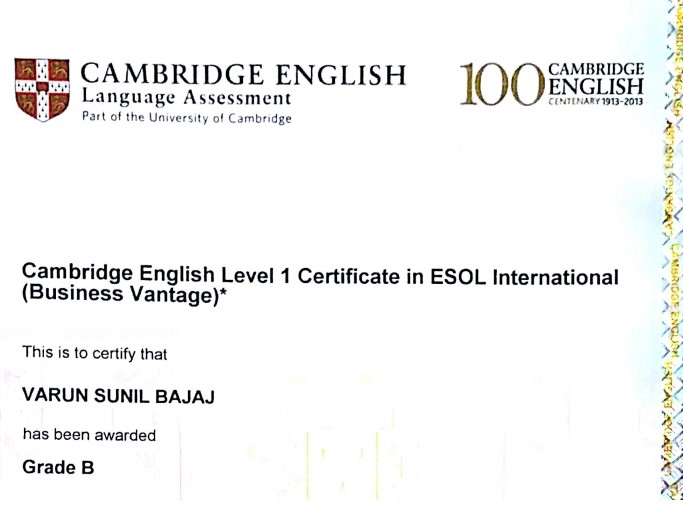 CAMBRIDGE ENGLISH
Language Assessment
Part of the University of Cambridge
100 CAMBRIDGE
ENGLISH
CENTENARY 1913–2013
Cambridge English Level 1 Certificate in ESOL International
(Business Vantage)*
This is to certify that
VARUN SUNIL BAJAJ
has been awarded
Grade B